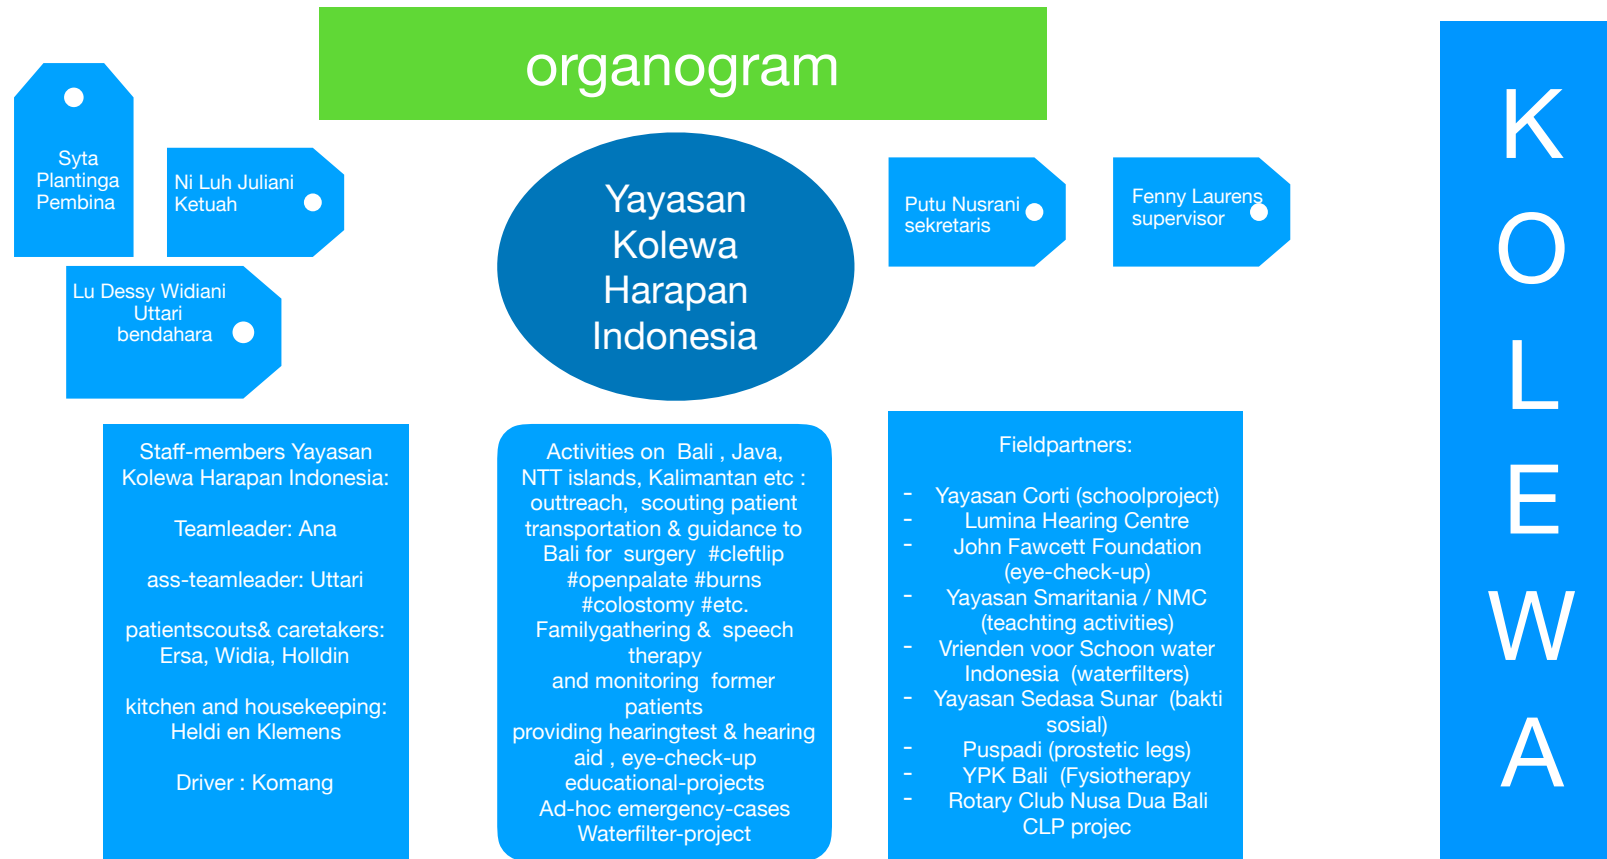 organogram
Syta
Plantinga
Pembina
Ni Luh Juliani
Ketuah
Lu Dessy Widiani
Uttari
bendahara
Yayasan
Kolewa
Harapan
Indonesia
Putu Nusrani
sekretaris
Fenny Laurens
supervisor
Staff-members Yayasan
Kolewa Harapan Indonesia:
Teamleader: Ana
ass-teamleader: Uttari
patientscouts& caretakers:
Ersa, Widia, Holldin
kitchen and housekeeping:
Heldi en Klemens
Driver : Komang
Activities on Bali , Java,
NTT islands, Kalimantan etc :
outtreach, scouting patient
transportation & guidance to
Bali for surgery #cleftlip
#openpalate #burns
#colostomy #etc.
Familygathering & speech
therapy
and monitoring former
patients
providing hearingtest & hearing
aid , eye-check-up
educational-projects
Ad-hoc emergency-cases
Waterfilter-project
Fieldpartners:
- Yayasan Corti (schoolproject)
- Lumina Hearing Centre
- John Fawcett Foundation
(eye-check-up)
- Yayasan Smaritania / NMC
(teachting activities)
- Vrienden voor Schoon water
Indonesia (waterfilters)
- Yayasan Sedasa Sunar (bakti
sosial)
- Puspadi (prostetic legs)
- YPK Bali (Fysiotherapy
- Rotary Club Nusa Dua Bali
CLP projec
K
O
L
E
W
A